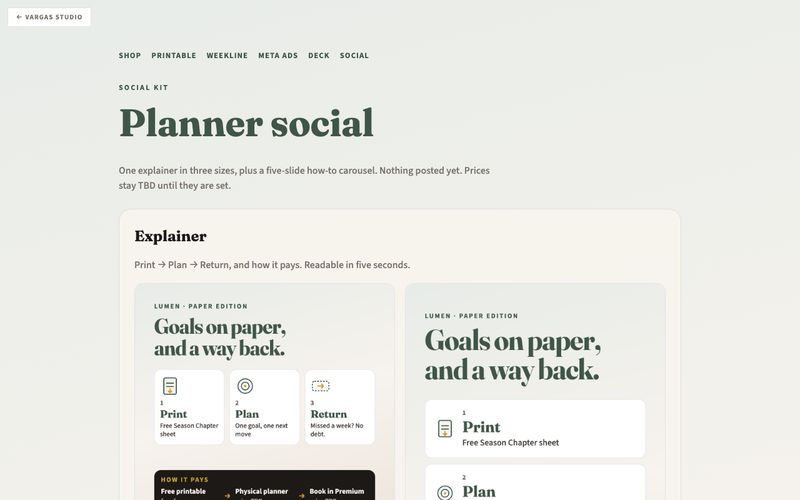 ← VARGAS STUDIO
SHOP PRINTABLE WEEKLINE META ADS DECK SOCIAL
SOCIAL KIT
Planner social
One explainer in three sizes, plus a five-slide how-to carousel. Nothing posted yet. Prices
stay TBD until they are set.
Explainer
Print → Plan → Return, and how it pays. Readable in five seconds.
LUMEN · PAPER EDITION
Goals on paper,
and a way back.
1
Print
Free Season Chapter
sheet
2
Plan
One goal, one next
move
3
Return
Missed a week? No
debt.
HOW IT PAYS
Free printable → Physical planner → Book in Premium
LUMEN · PAPER EDITION
Goals on paper,
and a way back.
1
Print
Free Season Chapter sheet
2
Plan